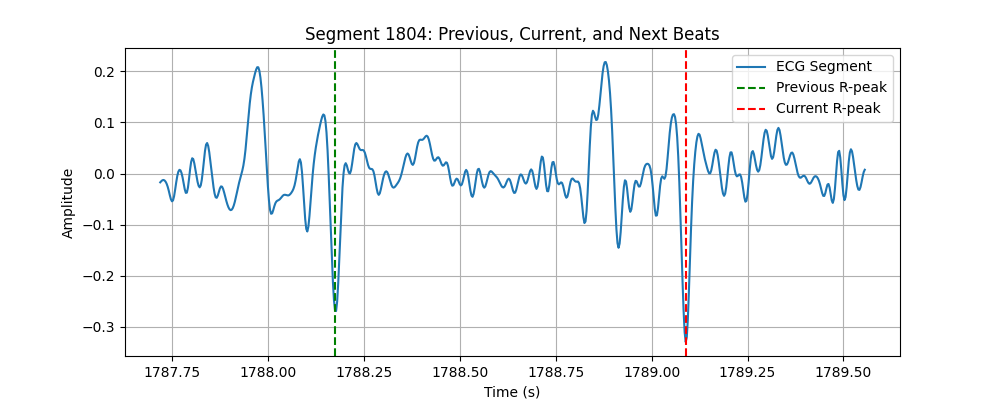 Segment 1804: Previous, Current, and Next Beats
ECG Segment
Previous R-peak
Current R-peak
Amplitude
0.2
0.1
0.0
−0.1
−0.2
−0.3
1787.75 1788.00 1788.25 1788.50 1788.75 1789.00 1789.25 1789.50
Time (s)